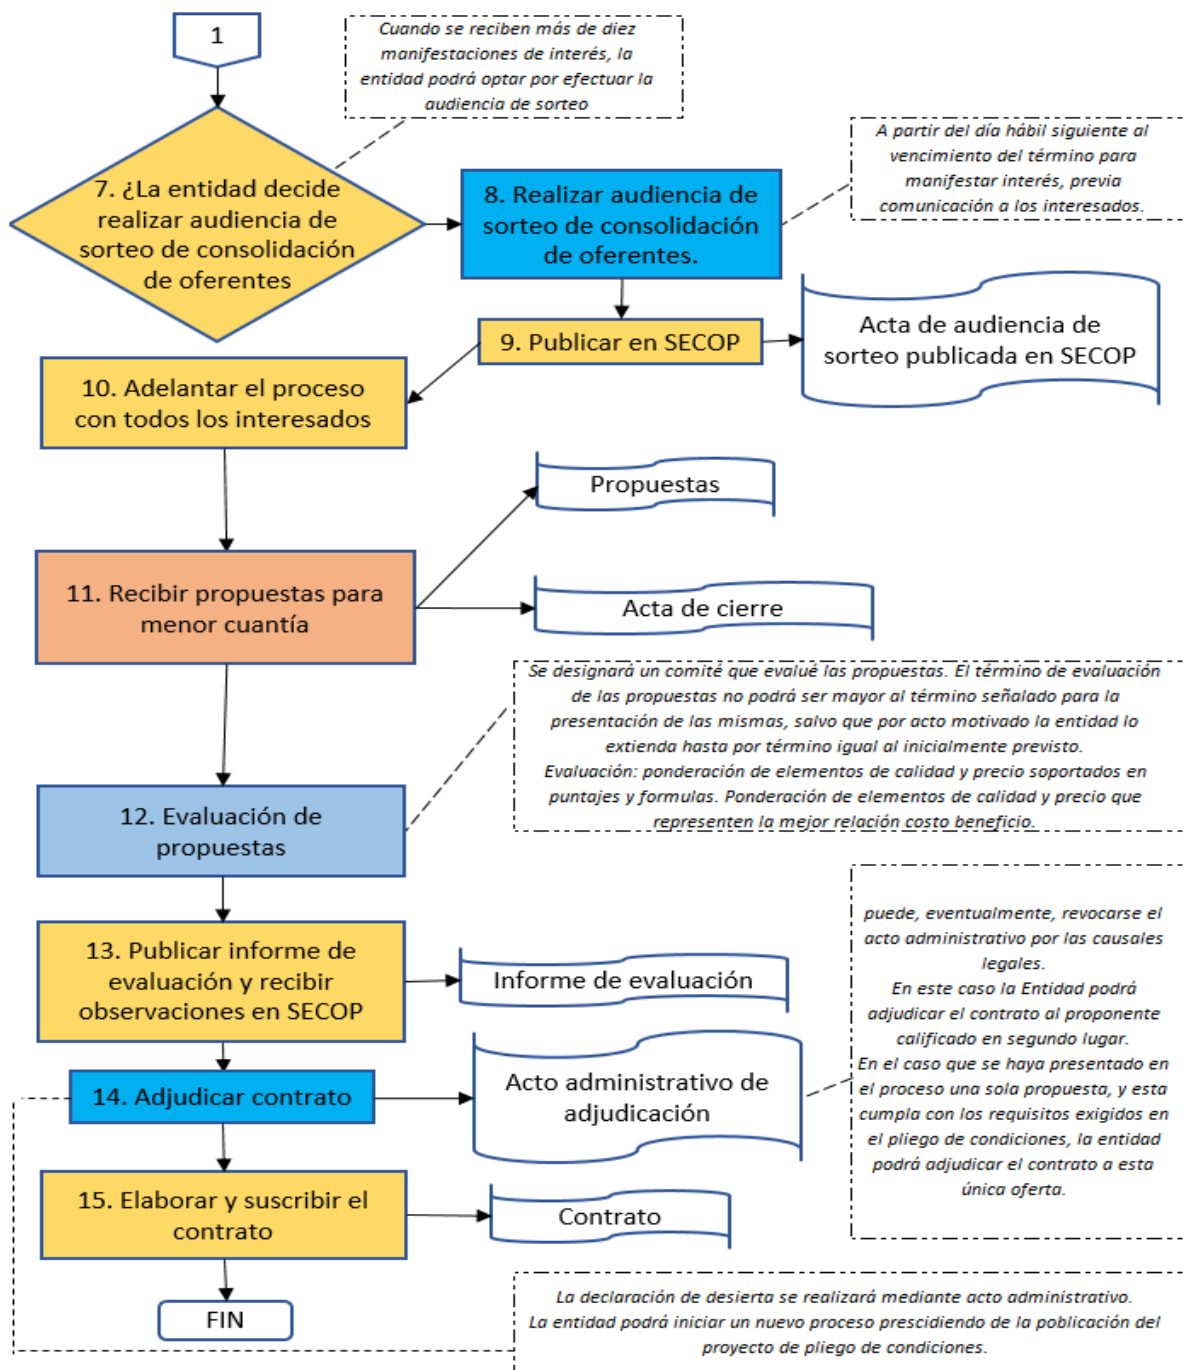 1
Cuando se reciben más de diez
manifestaciones de interés, la
entidad podrá optar por efectuar la
audiencia de sorteo
7. ¿La entidad decide
realizar audiencia de
sorteo de consolidación
de oferentes
8. Realizar audiencia de
sorteo de consolidación
de oferentes.
A partir del día hábil siguiente al
vencimiento del término para
manifestar interés, previa
comunicación a los interesados.
9. Publicar en SECOP
Acta de audiencia de
sorteo publicada en SECOP
10. Adelantar el proceso
con todos los interesados
Propuestas
11. Recibir propuestas para
menor cuantía
Acta de cierre
Se designará un comité que evalué las propuestas. El término de evaluación
de las propuestas no podrá ser mayor al término señalado para la
presentación de las mismas, salvo que por acto motivado la entidad lo
extienda hasta por término igual al inicialmente previsto.
Evaluación: ponderación de elementos de calidad y precio soportados en
puntajes y formulas. Ponderación de elementos de calidad y precio que
representen la mejor relación costo beneficio.
12. Evaluación de
propuestas
13. Publicar informe de
evaluación y recibir
observaciones en SECOP
Informe de evaluación
puede, eventualmente, revocarse el
acto administrativo por las causales
legales.
En este caso la Entidad podrá
adjudicar el contrato al proponente
calificado en segundo lugar.
En el caso que se haya presentado en
el proceso una sola propuesta, y esta
cumpla con los requisitos exigidos en
el pliego de condiciones, la entidad
podrá adjudicar el contrato a esta
única oferta.
14. Adjudicar contrato
Acto administrativo de
adjudicación
15. Elaborar y suscribir el
contrato
Contrato
FIN
La declaración de desierta se realizará mediante acto administrativo.
La entidad podrá iniciar un nuevo proceso prescidiendo de la poblicación del
proyecto de pliego de condiciones.